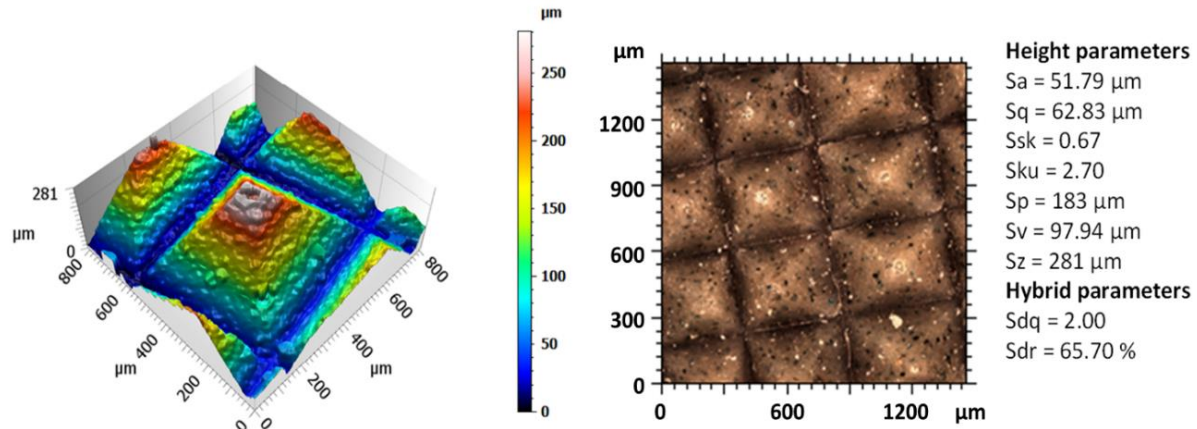 µm
250
200
150
100
50
0
281
µm
0
800
600
400
µm
200
0
0
200
µm
400
600
800
µm
1200
900
600
300
0
0 600 1200 µm
Height parameters
Sa = 51.79 µm
Sq = 62.83 µm
Ssk = 0.67
Sku = 2.70
Sp = 183 µm
Sv = 97.94 µm
Sz = 281 µm
Hybrid parameters
Sdq = 2.00
Sdr = 65.70 %